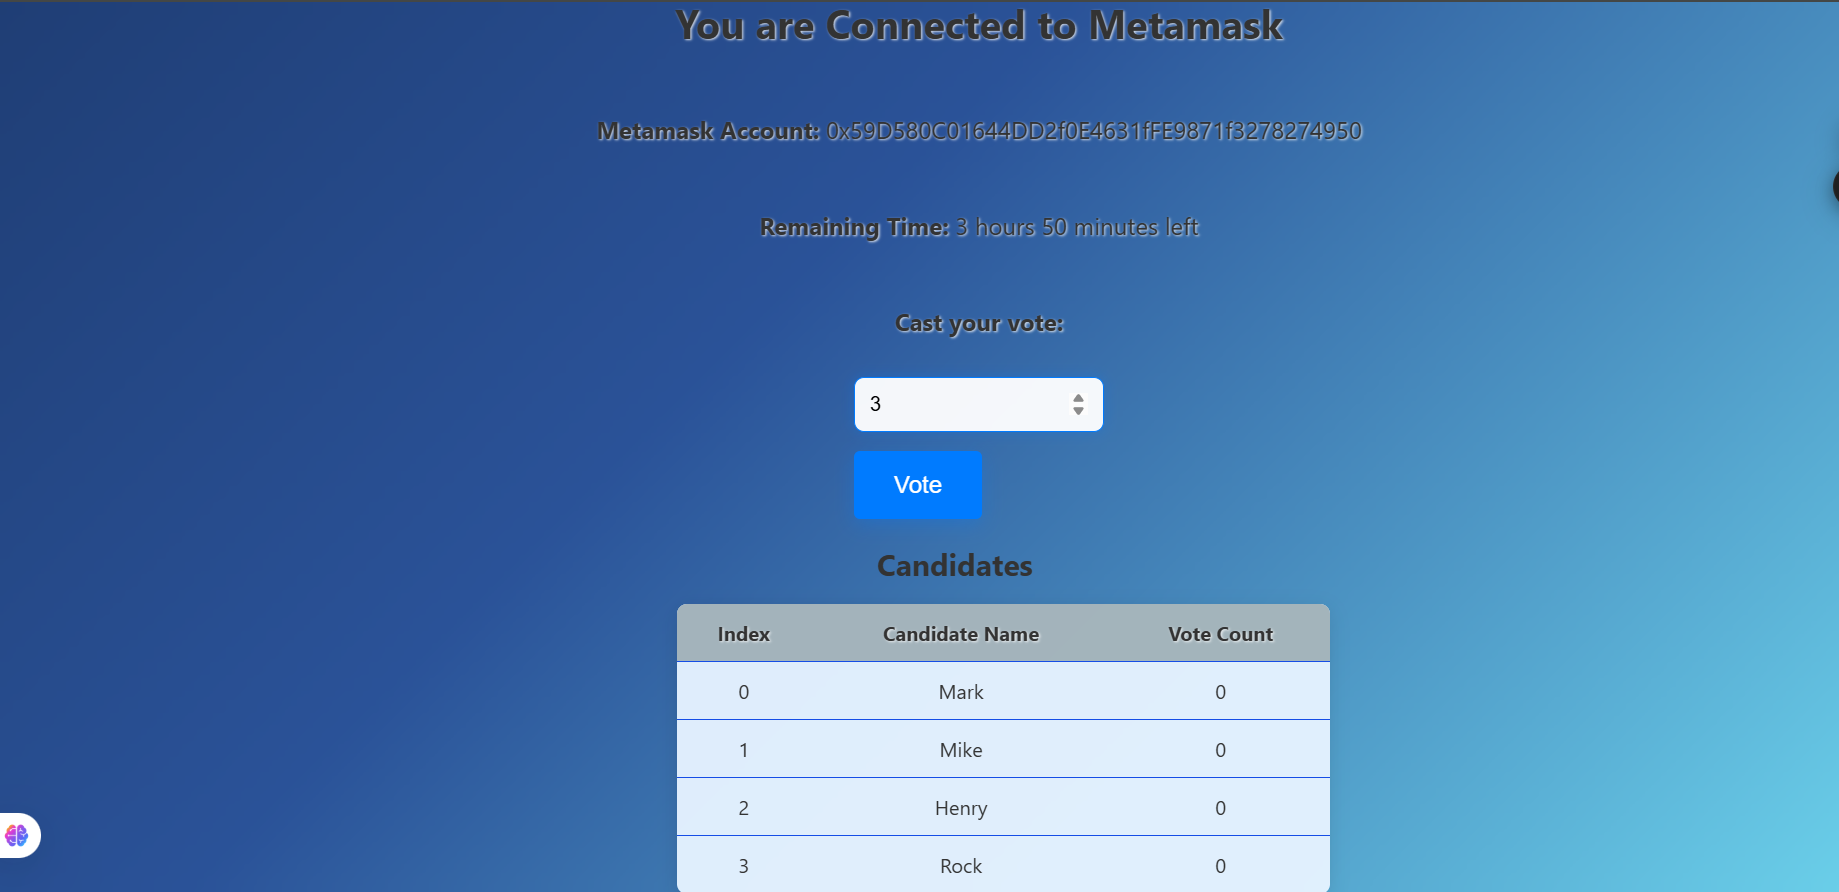 You are Connected to Metamask
Metamask Account: 0x59D580C01644DD2f0E4631fFE9871f3278274950
Remaining Time: 3 hours 50 minutes left
Cast your vote:
3
Vote
Candidates
Index Candidate Name Vote Count
0 Mark 0
1 Mike 0
2 Henry 0
3 Rock 0